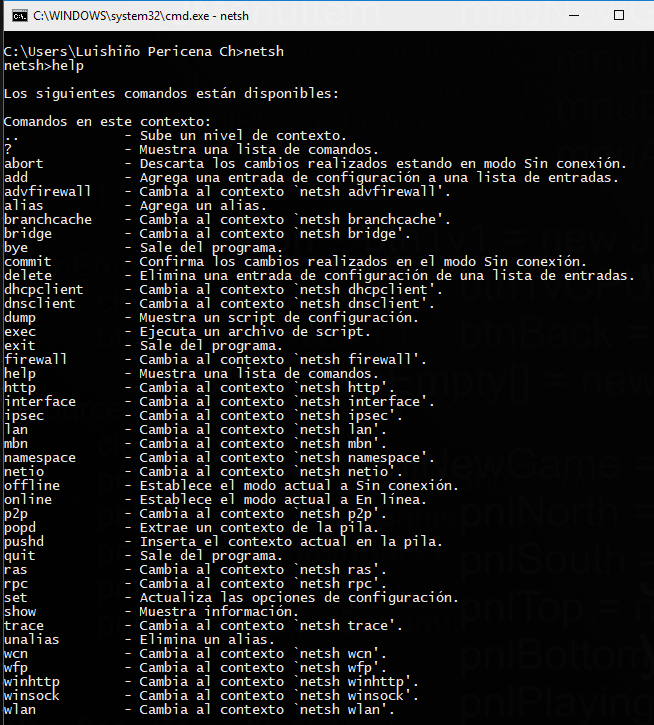 C:\WINDOWS\system32\cmd.exe - netsh
C:\Users\Luishiño Pericena Ch>netsh
netsh>help
Los siguientes comandos están disponibles:
Comandos en este contexto:
.. - Sube un nivel de contexto.
? - Muestra una lista de comandos.
abort - Descarta los cambios realizados estando en modo Sin conexión.
add - Agrega una entrada de configuración a una lista de entradas.
advfirewall - Cambia al contexto `netsh advfirewall'.
alias - Agrega un alias.
branchcache - Cambia al contexto `netsh branchcache'.
bridge - Cambia al contexto `netsh bridge'.
bye - Sale del programa.
commit - Confirma los cambios realizados en el modo Sin conexión.
delete - Elimina una entrada de configuración de una lista de entradas.
dhcpclient - Cambia al contexto `netsh dhcpclient'.
dnsclient - Cambia al contexto `netsh dnsclient'.
dump - Muestra un script de configuración.
exec - Ejecuta un archivo de script.
exit - Sale del programa.
firewall - Cambia al contexto `netsh firewall'.
help - Muestra una lista de comandos.
http - Cambia al contexto `netsh http'.
interface - Cambia al contexto `netsh interface'.
ipsec - Cambia al contexto `netsh ipsec'.
lan - Cambia al contexto `netsh lan'.
mbn - Cambia al contexto `netsh mbn'.
namespace - Cambia al contexto `netsh namespace'.
netio - Cambia al contexto `netsh netio'.
offline - Establece el modo actual a Sin conexión.
online - Establece el modo actual a En línea.
p2p - Cambia al contexto `netsh p2p'.
popd - Extrae un contexto de la pila.
pushd - Inserta el contexto actual en la pila.
quit - Sale del programa.
ras - Cambia al contexto `netsh ras'.
rpc - Cambia al contexto `netsh rpc'.
set - Actualiza las opciones de configuración.
show - Muestra información.
trace - Cambia al contexto `netsh trace'.
unalias - Elimina un alias.
wcn - Cambia al contexto `netsh wcn'.
wfp - Cambia al contexto `netsh wfp'.
winhttp - Cambia al contexto `netsh winhttp'.
winsock - Cambia al contexto `netsh winsock'.
wlan - Cambia al contexto `netsh wlan'.